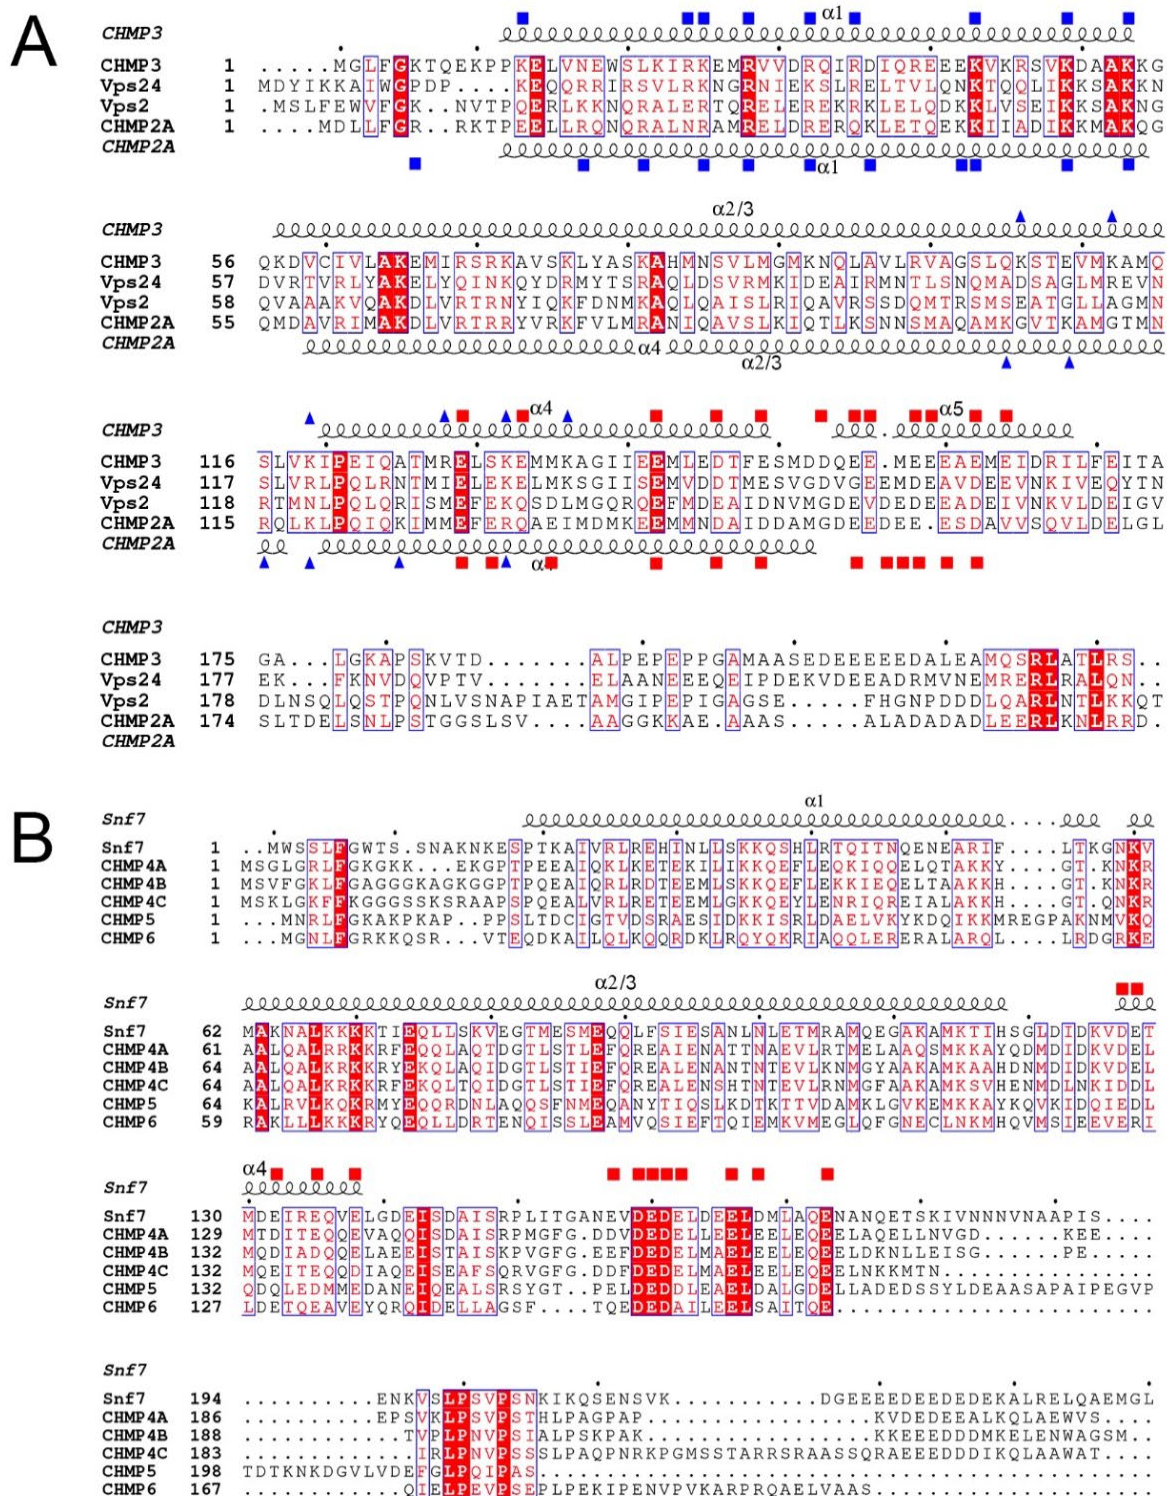 A
α1
CHMP3
CHMP3 1 .....MGLFGKTQEKPPKELVNEWSLKIRKEMRVVDRQIRDIQREEEKVKRSVKDAAKKG
Vps24 1 MDYIKKAIWGPDP....KEQQRRIRSVLRKNGRNIEKSLRELTVLQNKTQQLIKKSAKKN
Vps2 1 .MSLFEWVFGK..NVTPQERLKKNQRALERTQRELEREKRKLELQDKKLVSEIKKSAKNG
CHMP2A 1 ....MDLLFGR..RKTPEELLRQNQRALNRAMRELDRERQKLETQEKKIIADIKKMAKQG
CHMP2A
α1
α2/3
CHMP3
CHMP3 56 QKDVCIVLAKEMIRSRKAVSKLYASKAHMNSVLMGMKNQLAVLRVAGSLQKSTEVMKAMQ
Vps24 57 DVRTVRLYAKELYQINKQYDRMYTSRAQLDSVRMKIDEAIRMNTLSNQMADSAGLMREVN
Vps2 58 QVAAAKVQAKDLVRTRNYIQKFDNMKAQLQAISLRIQAVRSSDQMTRSMSEATGLLAGMN
CHMP2A 55 QMDAVRIMAKDLVRTRRYVRKFVLMRANIQAVSLKIQTLKSNNSMAQAMKGVTKAMGTMN
CHMP2A
α4
α2/3
α4
α5
CHMP3
CHMP3 116 SLVKIPEIQATMRELSKEMMKAGIIEEMLEDTFESMDDQEE.MEEEAEMEIDRILFEITA
Vps24 117 SLVRLPQLRNTMIELEKELMKSGIISEMVDDTMESVGDVGEEMDEAVDEEVNKIVEQYTN
Vps2 118 RTMNLPQLQRISMEFEKQSDLMGQRQEFMDEAIDNVMGDEVDEDEEADEIVNKVLDEIGV
CHMP2A 115 RQLKLPQIQKIMMEFERQAEIMDMKEEMMNDAIDDAMGDEEDEEE.ESDAVVSQVLDELGL
CHMP2A
α4
CHMP3
CHMP3 175 GA...LGKAPSKVTD.......ALPEPEPPGAMAASEDEEEEEDALEAMQSRLATLRS..
Vps24 177 EK...FKNVDQVPTV.......ELAANEEEQEIPDEKVDEEADRMVNEMRERLRALQN..
Vps2 178 DLNSQLQSTPQNLVSNAPIAETAMGIPEPIGAGSE.....FHGNPDDDLQARLNTLKKQT
CHMP2A 174 SLTDELSNLPSTGGSLSV....AAGGKKAE.AAAS.....ALADADADLEERLKNLRRD.
CHMP2A
B
α1
Snf7
Snf7 1 ..MWSSLFGWTS.SNAKNKESPTKAIVRLREHINLLSKKQSHLRTQITNQENEARIF....LTKGNKV
CHMP4A 1 MSGLGRLFGKGKK...EKGPTPEEAIQKLKETEKILIKKQEFLEQKIQQELQTAKKY....GT.KNKR
CHMP4B 1 MSVFGKLFGAGGGKAGKGGPTPQEAIQRLRDTEEMLSKKQEFLEKKIEQELTAAKKH....GT.KNKR
CHMP4C 1 MSKLGKFFKGGGSSKSRAAPSPQEALVRLRETEEMLGKKQEYLENRIQREIALAKKH....GT.QNKR
CHMP5 1 ...MNRLFGKAKPKAP..PPSLTDCIGTVDSRAESIDKKISRLDAELVKYKDQIKKMREGPAKNMVKQ
CHMP6 1 ...MGNLFGRKKQSR...VTEQDKAILQLKQQRDKLRQYQKRIAQQLERERALARQL....LRDGRKE
α2/3
Snf7
Snf7 62 MAKNALKKKKTIEQLLSKVEGTMESMEQQLFSIESANLNLETMRAMQEGAKAMKTIHSGLDIDKVDET
CHMP4A 61 AALQALRRKKRFEQQLAQTDGTLSTLEFQREAIENATTNAEVLRTMELAAQSMKKAYQDMDIDKVDEL
CHMP4B 64 AALQALKRKKRYEKQLAQIDGTLSTIEFQREALENANTNTEVLKNMGYAAKAMKAAHDNMDIDKVDEL
CHMP4C 64 AALQALKRKKRFEKQLTQIDGTLSTIEFQREALENSHTNTEVLRNMGFAAKAMKSVHENMDLNKIDDL
CHMP5 64 KALRVLKQKRMYEQQRDNLAQQSFNMEQANYTIQSLKDTKTTVDAMKLGVKEMKKAYKQVKIDQIEDL
CHMP6 59 RAKLLLKKKRYQEQLLDRTENQISSLEAMVQSIEFTQIEMKVMEGLQFGNECLNKMHQVMSIEEVERI
α4
Snf7
Snf7 130 MDEIREQVELGDEISDAISRPLITGANEVDEDELDEELDMLAQENANQETSKIVNNNVNAAPIS....
CHMP4A 129 MTDITEQQEVAQQISDAISRPMGFG.DDVDEDELLEELEELEQEELAQELLNVGD......KEE....
CHMP4B 132 MQDIADQQELAEEISTAISKPVGFG.EEFDEDELMAELEELEQEELDKNLLEISG......PE.....
CHMP4C 132 MQEITEQQDIAQEISEAFSQRVGFG.DDFDEDELMAELEELEQEELNKKMTN................
CHMP5 132 QDQLEDMMEDANEIQEALSRSYGT..PELDEDDLEAELDALGDELLADEDSSYLDEAASAPAIPEGVP
CHMP6 127 LDETQEAVEYQRQIDELLAGSF....TQEDEDAILEELSAITQE........................
Snf7
Snf7 194 ..........ENKVSLPSVPSNKIKQSENSVK...........DGEEEEDEEDEDEKALRELQAEMGL
CHMP4A 186 ..........EPSVKLPSVPSTHLPAGPAP.............KVDEDEEALKQLAEWVS....
CHMP4B 188 ............TVPLPNVPSIALPSKPAK.............KKEEEDDDMKELENWAGSM..
CHMP4C 183 .............IRLPNVPSSSLPAQPNRKPGMSSTARRSRAASSQRAEEEDDDIKQLAAWAT....
CHMP5 198 TDTKNKDGVLVDEFGLPQIPAS..............................................
CHMP6 167 ............QIELPEVPSEPLPEKIPENVPVKARPRQAELVAAS.....................